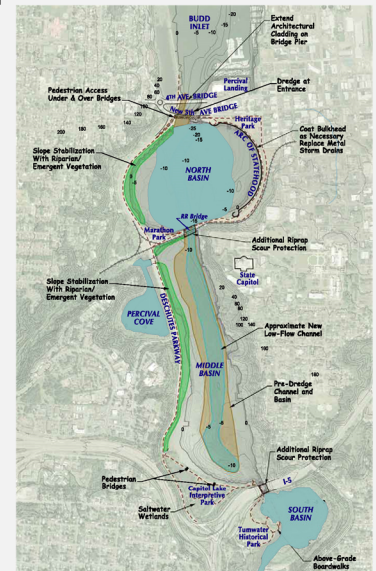 BUDD
INLET
Extend
Architectural
Cladding on
Bridge Pier
Percival
Landing
Pedestrian Access
Under & Over Bridges
4TH AVE BRIDGE
New 5th AVE BRIDGE
Dredge at
Entrance
Heritage
Park
ARC OF STATEHOOD
Coat Bulkhead
as Necessary
Replace Metal
Storm Drains
Slope Stabilization
With Riparian/
Emergent Vegetation
NORTH
BASIN
RR Bridge
Marathon
Park
Additional Riprap
Scour Protection
State
Capitol
Slope Stabilization
With Riparian/
Emergent Vegetation
DESCHUTES PARKWAY
PERCIVAL
COVE
Approximate New
Low-Flow Channel
MIDDLE
BASIN
Pre-Dredge
Channel and
Basin
Additional Riprap
Scour Protection
Pedestrian
Bridges
Capitol Lake
Interpretive
Park
I-5
Saltwater
Wetlands
SOUTH
BASIN
Tumwater
Historical
Park
Above-Grade
Boardwalks